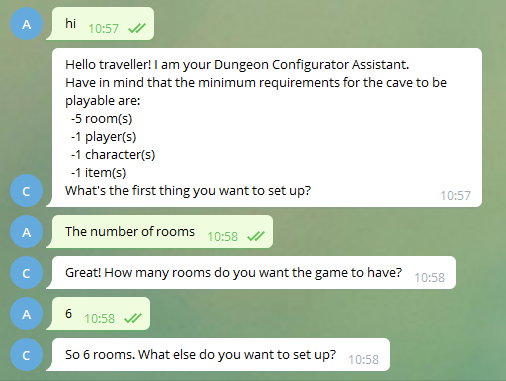 A
hi 10:57
Hello traveller! I am your Dungeon Configurator Assistant.
Have in mind that the minimum requirements for the cave to be
playable are:
-5 room(s)
-1 player(s)
-1 character(s)
-1 item(s)
C
What's the first thing you want to set up? 10:57
A
The number of rooms 10:58
C
Great! How many rooms do you want the game to have? 10:58
A
6 10:58
C
So 6 rooms. What else do you want to set up? 10:58